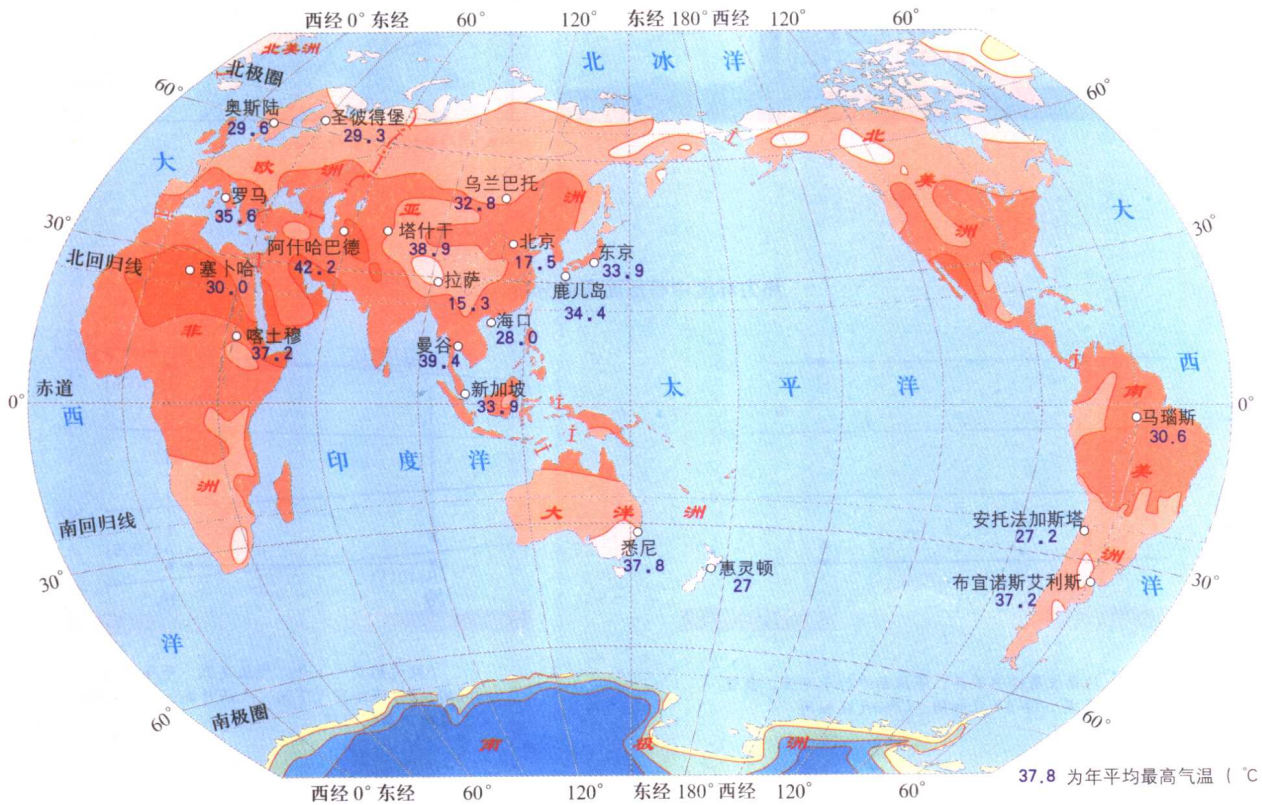 西经 0° 东经 60° 120° 东经 180° 西经 120° 60°
北美洲
北冰洋
北极圈
60°
60°
奥斯陆
29.6
圣彼得堡
29.3
大
欧洲
北美洲
罗马
35.6
乌兰巴托
32.8
亚洲
大
30°
30°
阿什哈巴德
42.2
塔什干
38.9
北京
17.5
东京
33.9
北回归线
塞卜哈
30.0
拉萨
15.3
鹿儿岛
34.4
非洲
喀土穆
37.2
海口
28.0
曼谷
39.4
西
赤道
0°
西
新加坡
33.9
太平洋
南美洲
0°
马瑙斯
30.6
印度洋
大洋洲
南回归线
安托法加斯塔
27.2
悉尼
37.8
惠灵顿
27
布宜诺斯艾利斯
37.2
洋
30°
30°
洋
60°
南极圈
60°
南极洲
37.8 为年平均最高气温 ( ℃
西经 0° 东经 60° 120° 东经 180° 西经 120° 60°